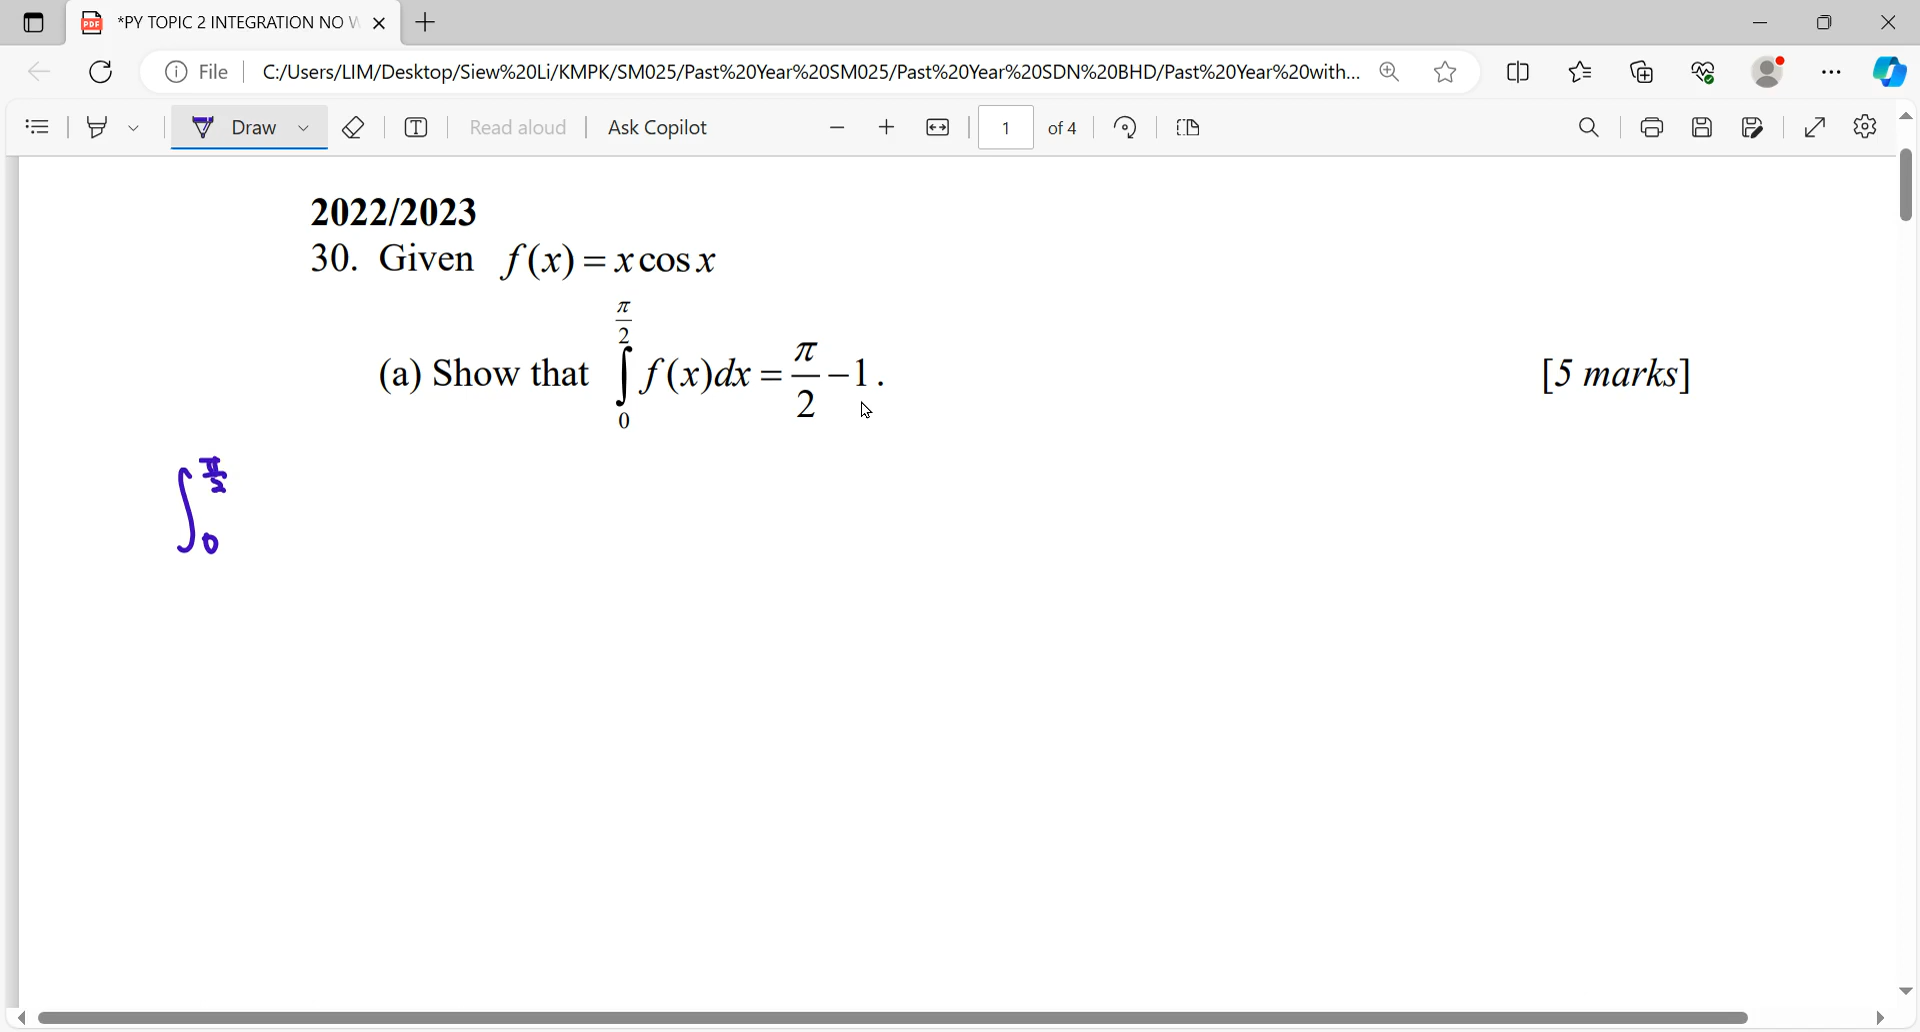 *PY TOPIC 2 INTEGRATION NO
File C:/Users/LIM/Desktop/Siew%20Li/KMPK/SM025/Past%20Year%20SM025/Past%20Year%20SDN%20BHD/Past%20Year%20with...
Draw Read aloud Ask Copilot 1 of 4
2022/2023
30. Given f(x) = x cos x
(a) Show that ∫₀^(π/2) f(x)dx = π/2 − 1. [5 marks]
∫₀^(π/2)